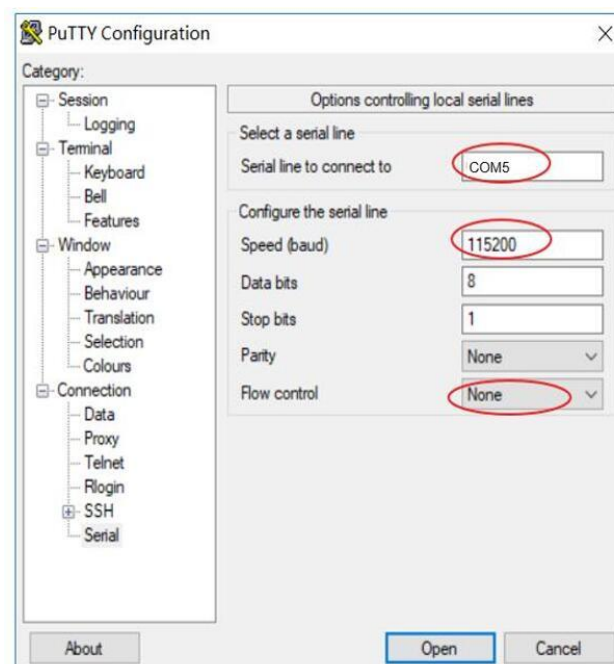 PuTTY Configuration
Category:
Session
Logging
Terminal
Keyboard
Bell
Features
Window
Appearance
Behaviour
Translation
Selection
Colours
Connection
Data
Proxy
Telnet
Rlogin
SSH
Serial
Options controlling local serial lines
Select a serial line
Serial line to connect to COM5
Configure the serial line
Speed (baud) 115200
Data bits 8
Stop bits 1
Parity None
Flow control None
About Open Cancel